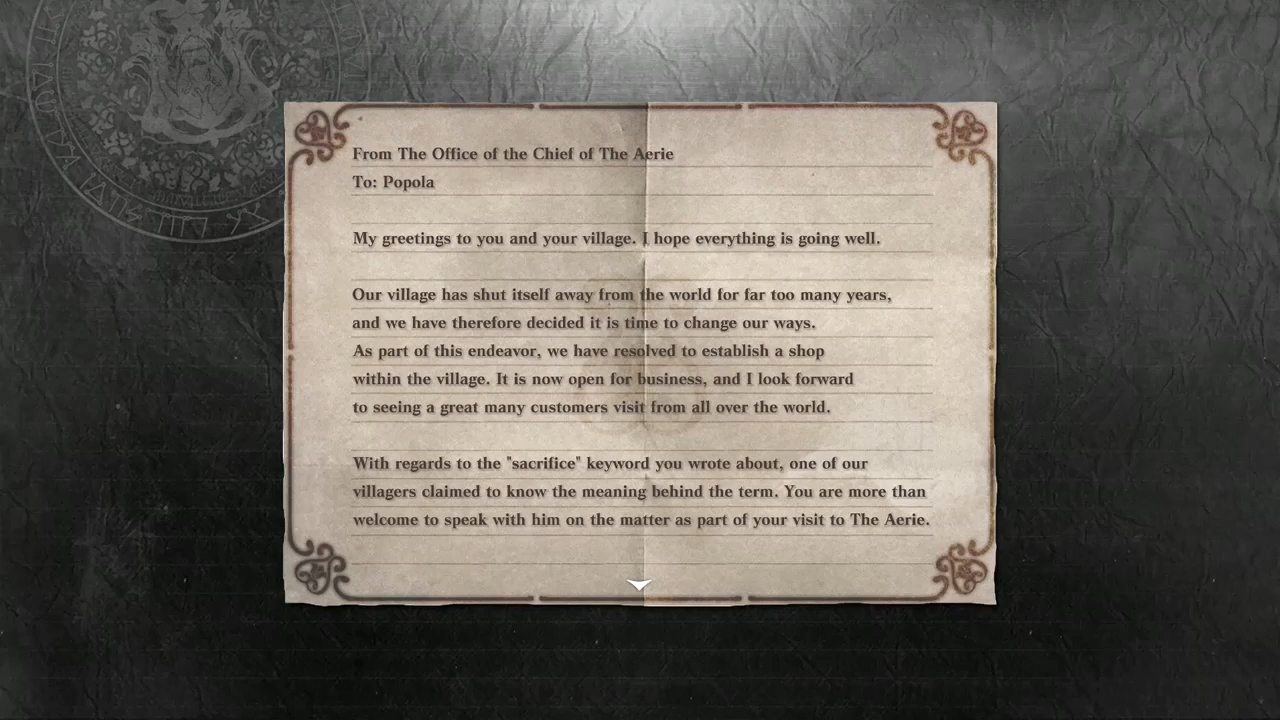 From The Office of the Chief of The Aerie
To: Popola
My greetings to you and your village. I hope everything is going well.
Our village has shut itself away from the world for far too many years,
and we have therefore decided it is time to change our ways.
As part of this endeavor, we have resolved to establish a shop
within the village. It is now open for business, and I look forward
to seeing a great many customers visit from all over the world.
With regards to the "sacrifice" keyword you wrote about, one of our
villagers claimed to know the meaning behind the term. You are more than
welcome to speak with him on the matter as part of your visit to The Aerie.